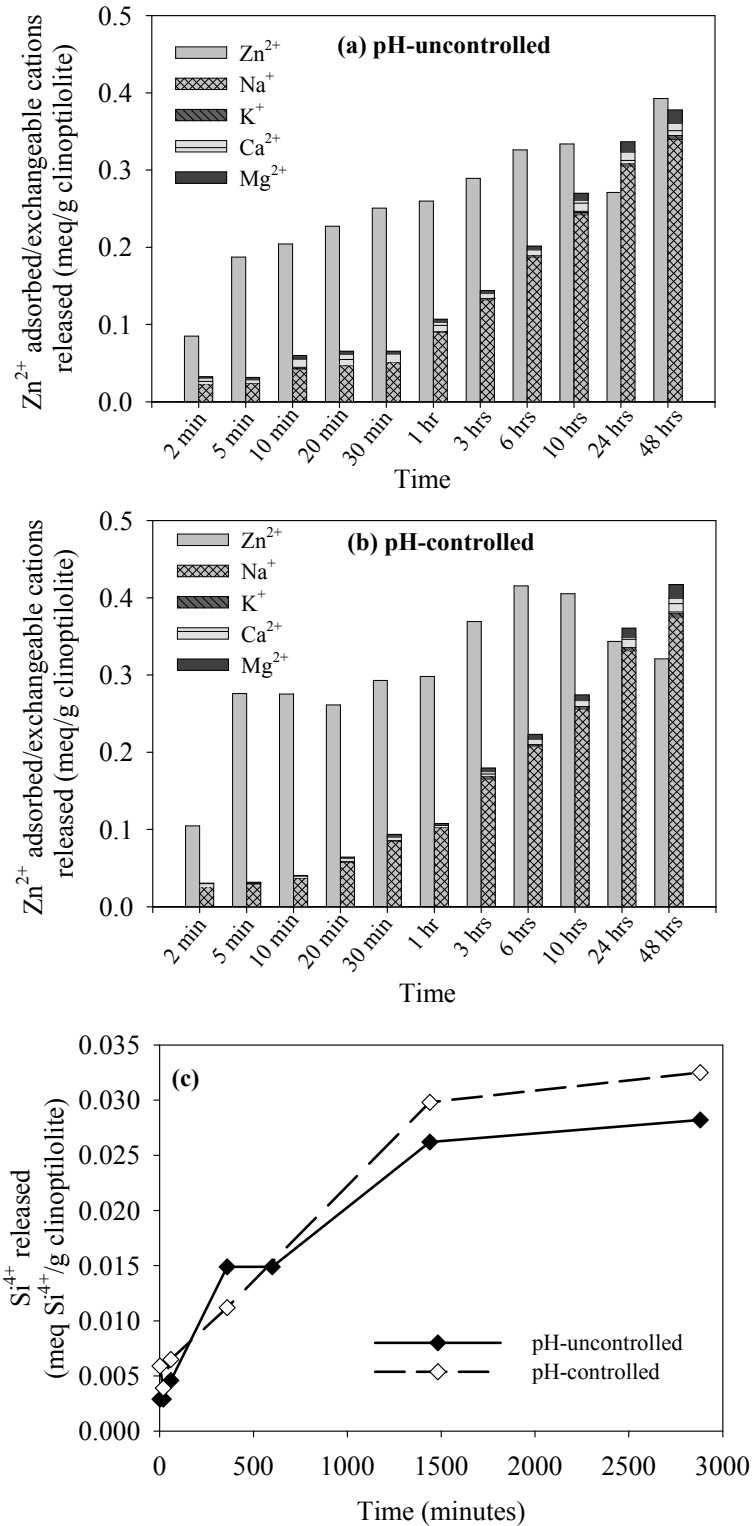 (a) pH-uncontrolled
Zn²⁺ adsorbed/exchangeable cations
released (meq/g clinoptilolite)
0.5
0.4
0.3
0.2
0.1
0.0
Zn²⁺
Na⁺
K⁺
Ca²⁺
Mg²⁺
2 min
5 min
10 min
20 min
30 min
1 hr
3 hrs
6 hrs
10 hrs
24 hrs
48 hrs
Time
(b) pH-controlled
Zn²⁺ adsorbed/exchangeable cations
released (meq/g clinoptilolite)
0.5
0.4
0.3
0.2
0.1
0.0
Zn²⁺
Na⁺
K⁺
Ca²⁺
Mg²⁺
2 min
5 min
10 min
20 min
30 min
1 hr
3 hrs
6 hrs
10 hrs
24 hrs
48 hrs
Time
(c)
Si⁴⁺ released
(meq Si⁴⁺/g clinoptilolite)
0.035
0.030
0.025
0.020
0.015
0.010
0.005
0.000
pH-uncontrolled
pH-controlled
0 500 1000 1500 2000 2500 3000
Time (minutes)